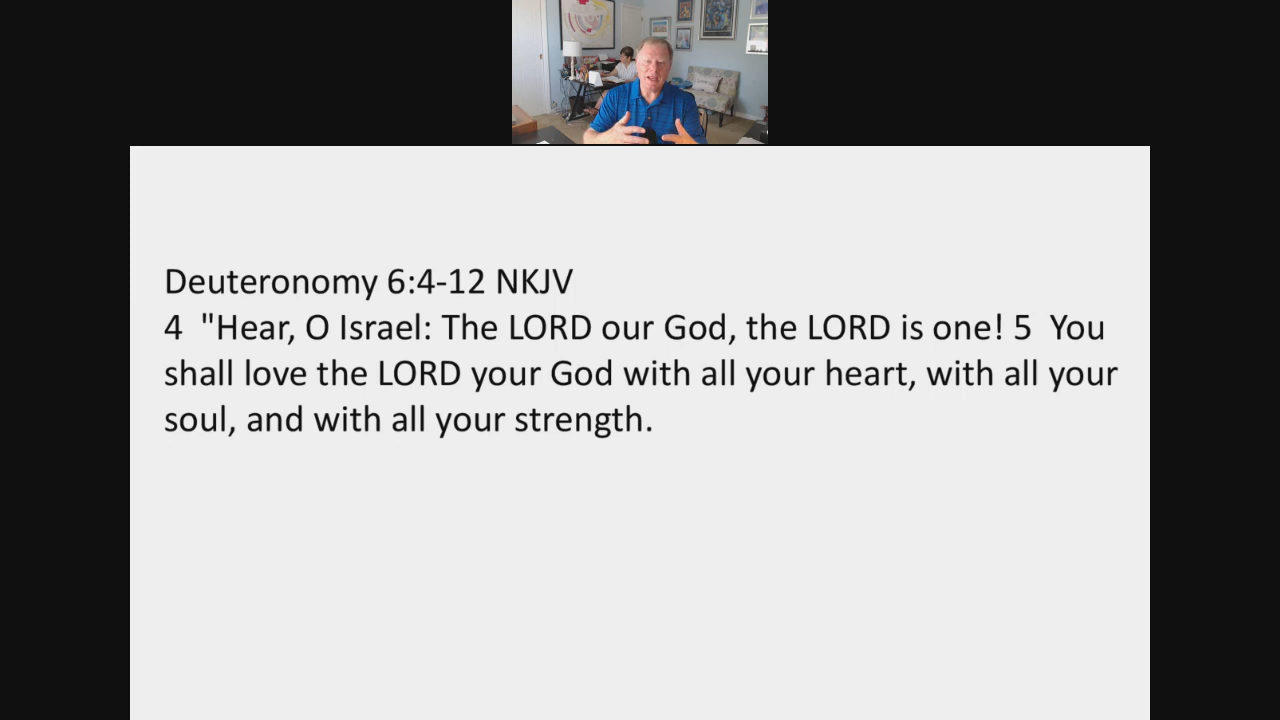 Deuteronomy 6:4-12 NKJV
4  "Hear, O Israel: The LORD our God, the LORD is one! 5  You
shall love the LORD your God with all your heart, with all your
soul, and with all your strength.